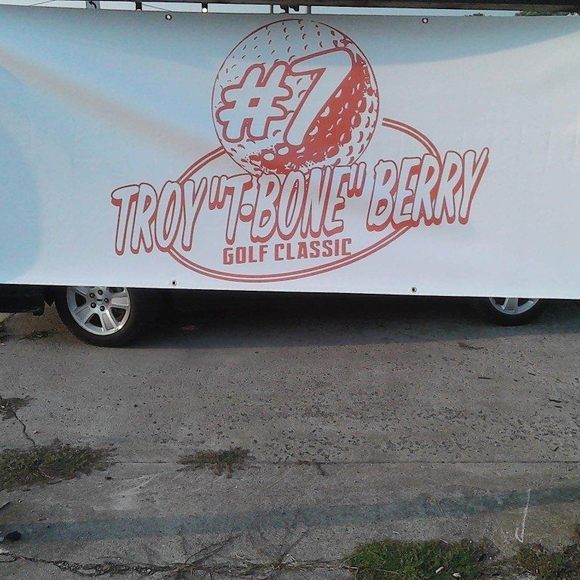 #7
TROY "T-BONE" BERRY
GOLF CLASSIC